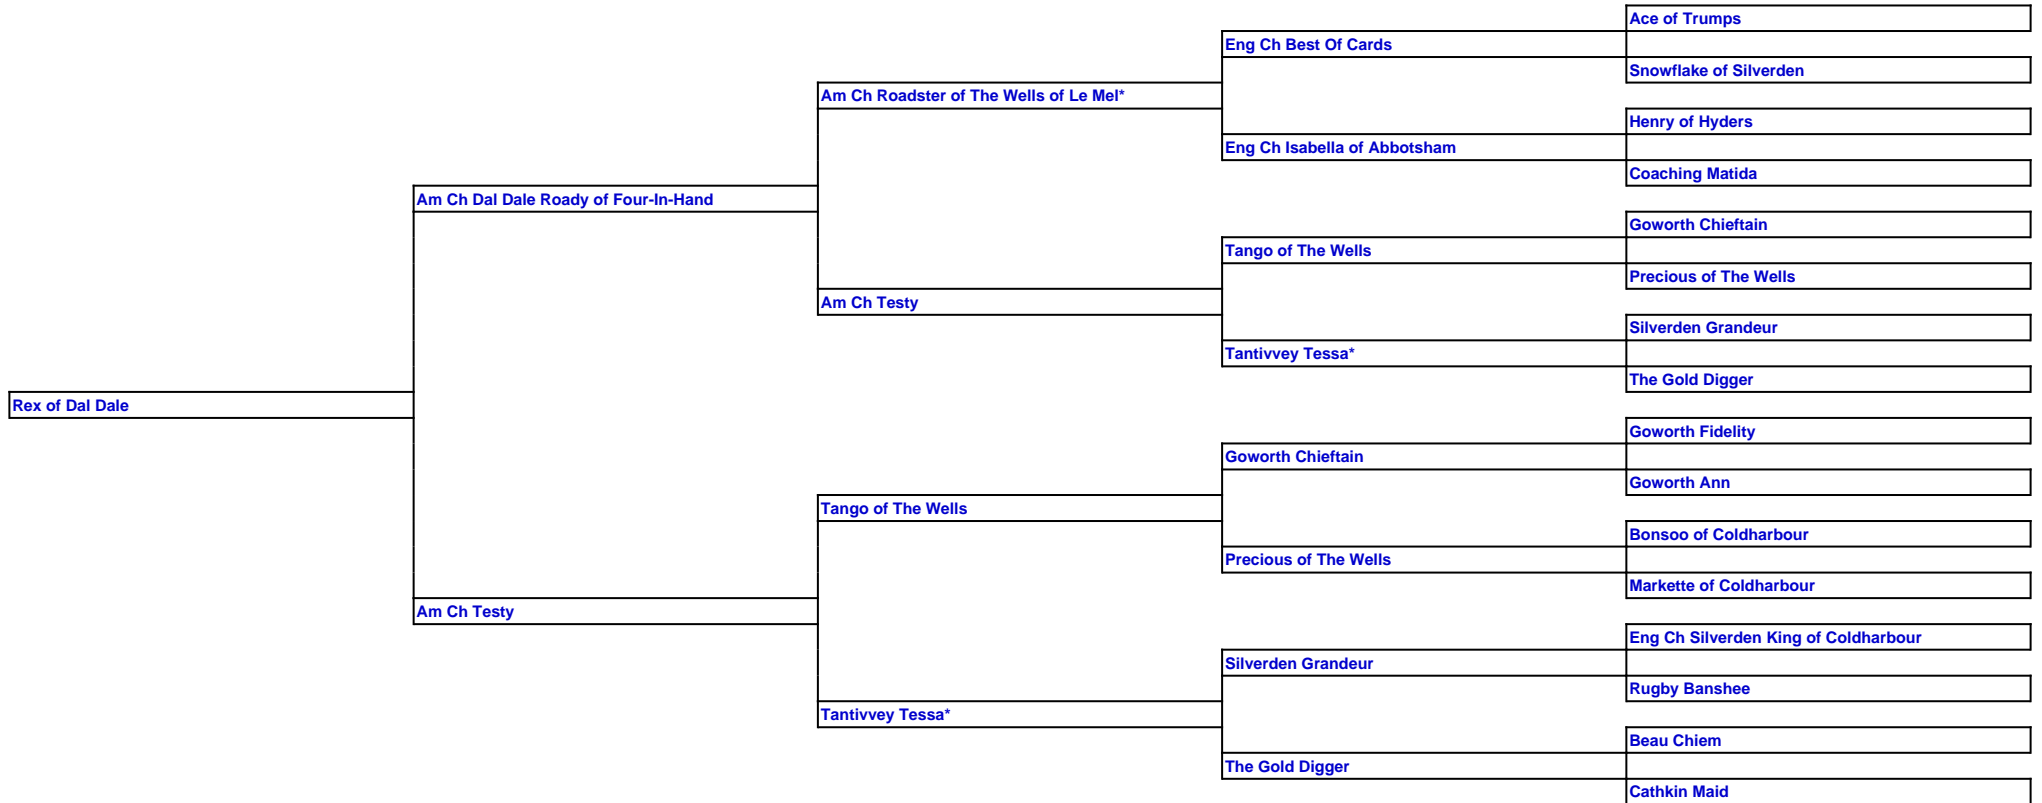 Ace of Trumps
Eng Ch Best Of Cards
Snowflake of Silverden
Am Ch Roadster of The Wells of Le Mel*
Henry of Hyders
Eng Ch Isabella of Abbotsham
Coaching Matida
Am Ch Dal Dale Roady of Four-In-Hand
Goworth Chieftain
Tango of The Wells
Precious of The Wells
Am Ch Testy
Silverden Grandeur
Tantivvey Tessa*
The Gold Digger
Rex of Dal Dale
Goworth Fidelity
Goworth Chieftain
Goworth Ann
Tango of The Wells
Bonsoo of Coldharbour
Precious of The Wells
Markette of Coldharbour
Am Ch Testy
Eng Ch Silverden King of Coldharbour
Silverden Grandeur
Rugby Banshee
Tantivvey Tessa*
Beau Chiem
The Gold Digger
Cathkin Maid